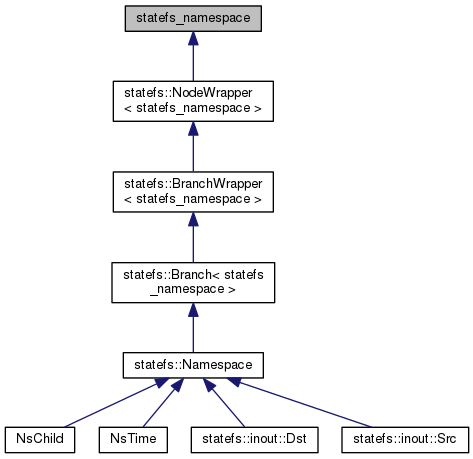 statefs_namespace
statefs::NodeWrapper
< statefs_namespace >
statefs::BranchWrapper
< statefs_namespace >
statefs::Branch< statefs
_namespace >
statefs::Namespace
NsChild
NsTime
statefs::inout::Dst
statefs::inout::Src